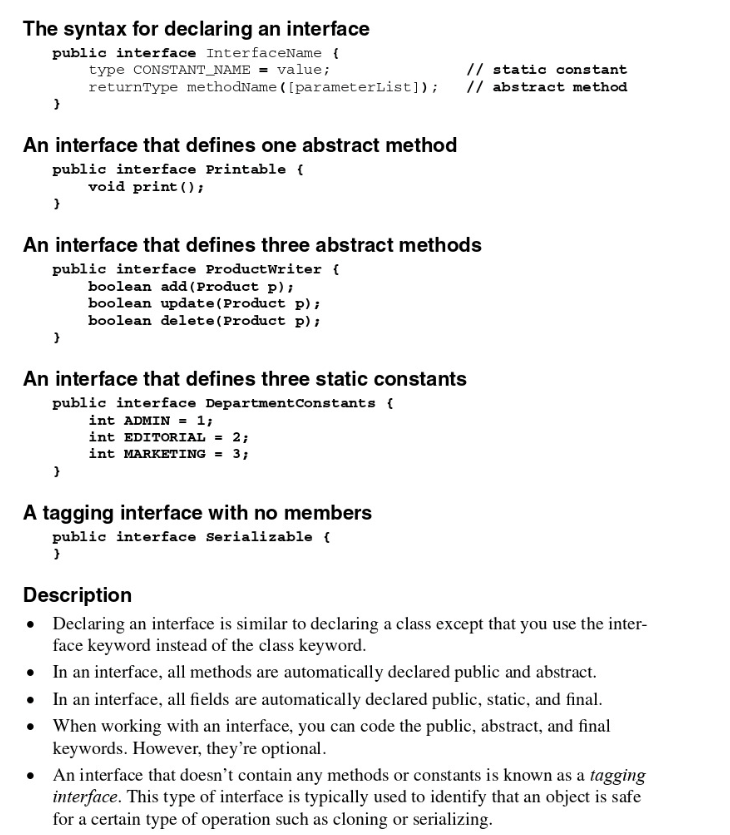 The syntax for declaring an interface
public interface InterfaceName {
    type CONSTANT_NAME = value;               // static constant
    returnType methodName([parameterList]);   // abstract method
}
An interface that defines one abstract method
public interface Printable {
    void print();
}
An interface that defines three abstract methods
public interface ProductWriter {
    boolean add(Product p);
    boolean update(Product p);
    boolean delete(Product p);
}
An interface that defines three static constants
public interface DepartmentConstants {
    int ADMIN = 1;
    int EDITORIAL = 2;
    int MARKETING = 3;
}
A tagging interface with no members
public interface Serializable {
}
Description
• Declaring an interface is similar to declaring a class except that you use the inter-
face keyword instead of the class keyword.
• In an interface, all methods are automatically declared public and abstract.
• In an interface, all fields are automatically declared public, static, and final.
• When working with an interface, you can code the public, abstract, and final
keywords. However, they're optional.
• An interface that doesn't contain any methods or constants is known as a tagging
interface. This type of interface is typically used to identify that an object is safe
for a certain type of operation such as cloning or serializing.